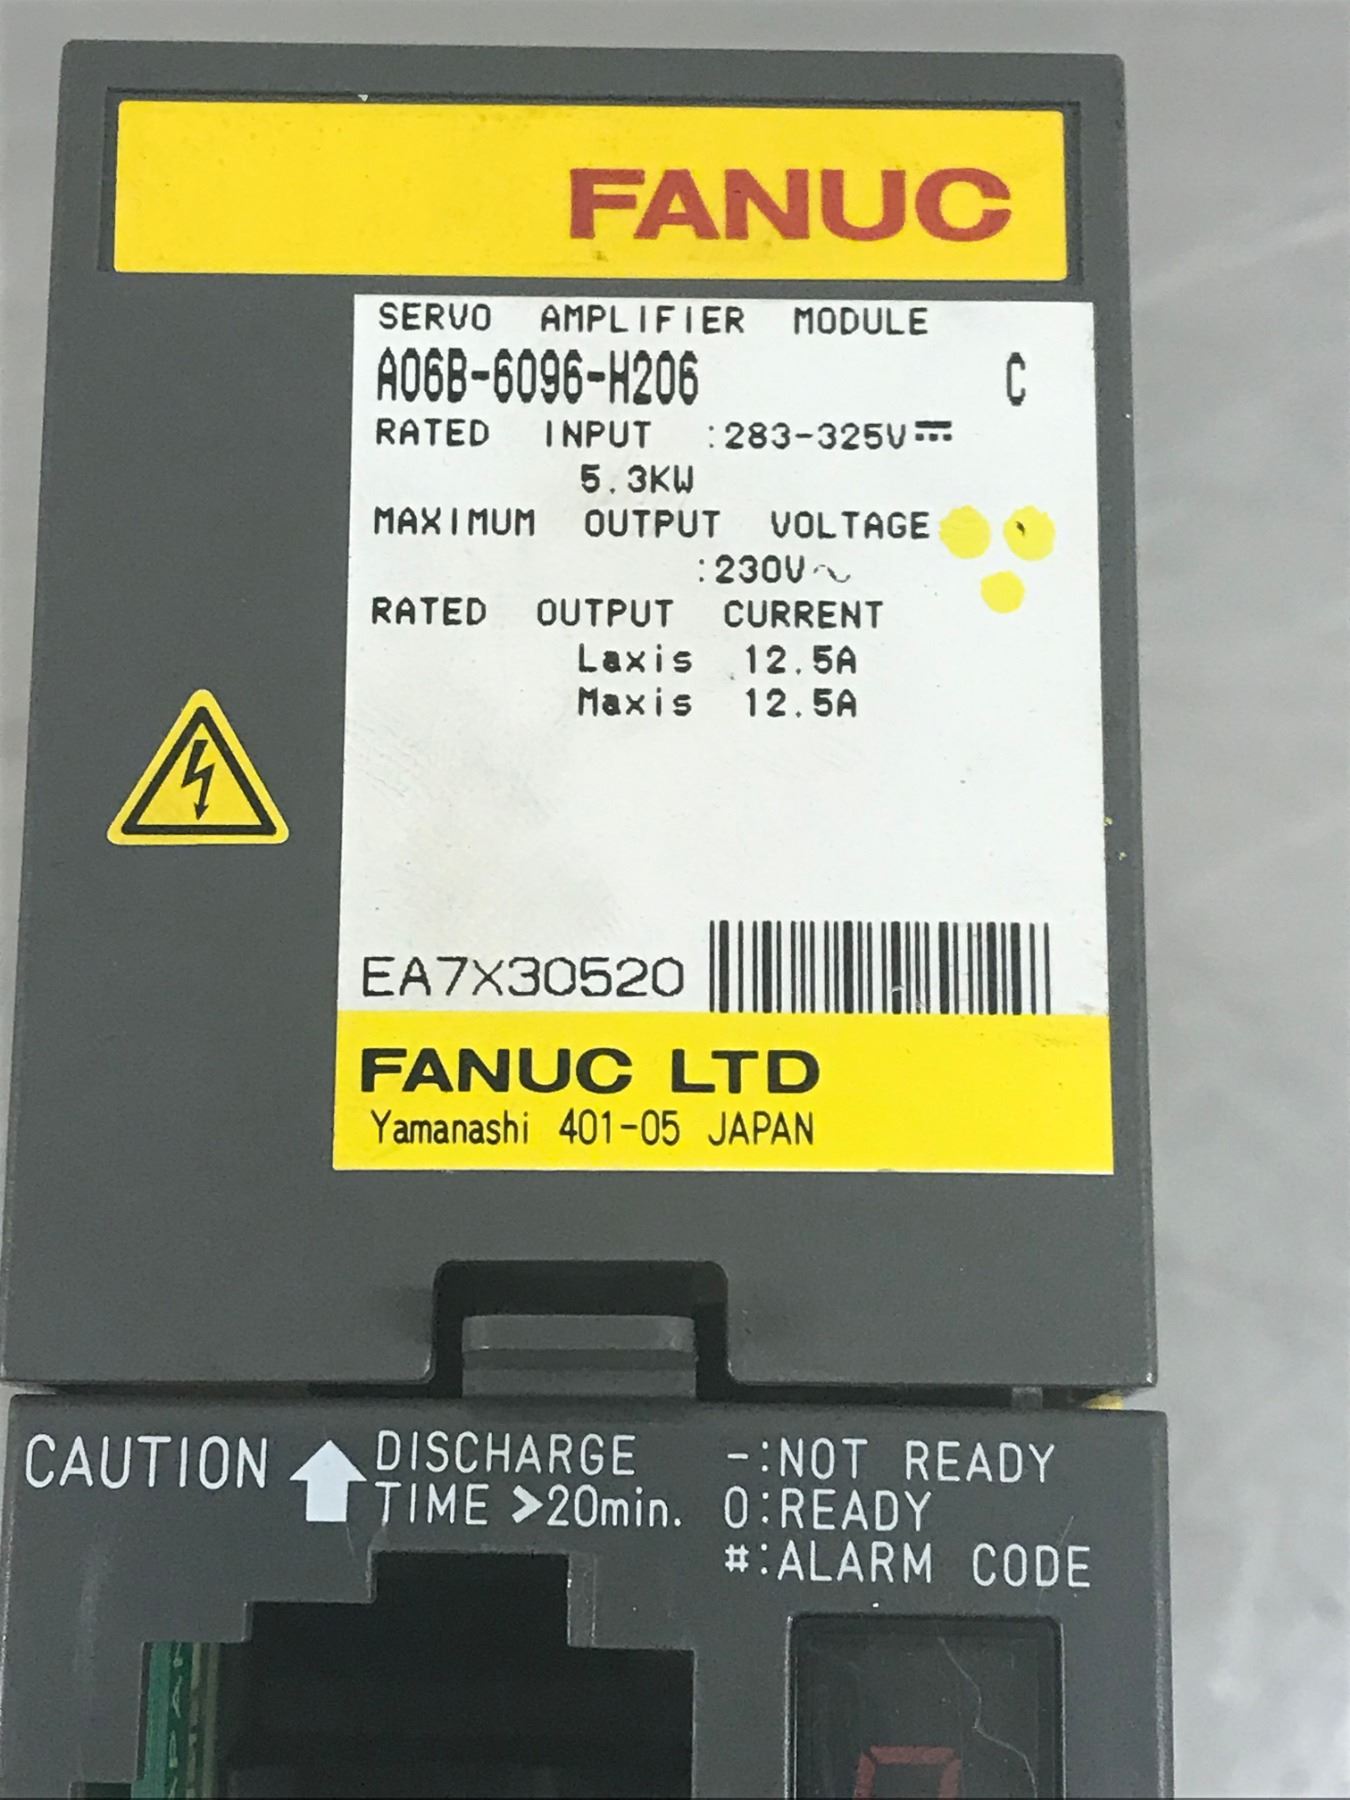 FANUC
SERVO AMPLIFIER MODULE
A06B-6096-H206 C
RATED INPUT :283-325V⎓
5.3KW
MAXIMUM OUTPUT VOLTAGE
:230V∿
RATED OUTPUT CURRENT
Laxis 12.5A
Maxis 12.5A
EA7X30520
FANUC LTD
Yamanashi 401-05 JAPAN
CAUTION DISCHARGE
TIME >20min.
-:NOT READY
0:READY
#:ALARM CODE